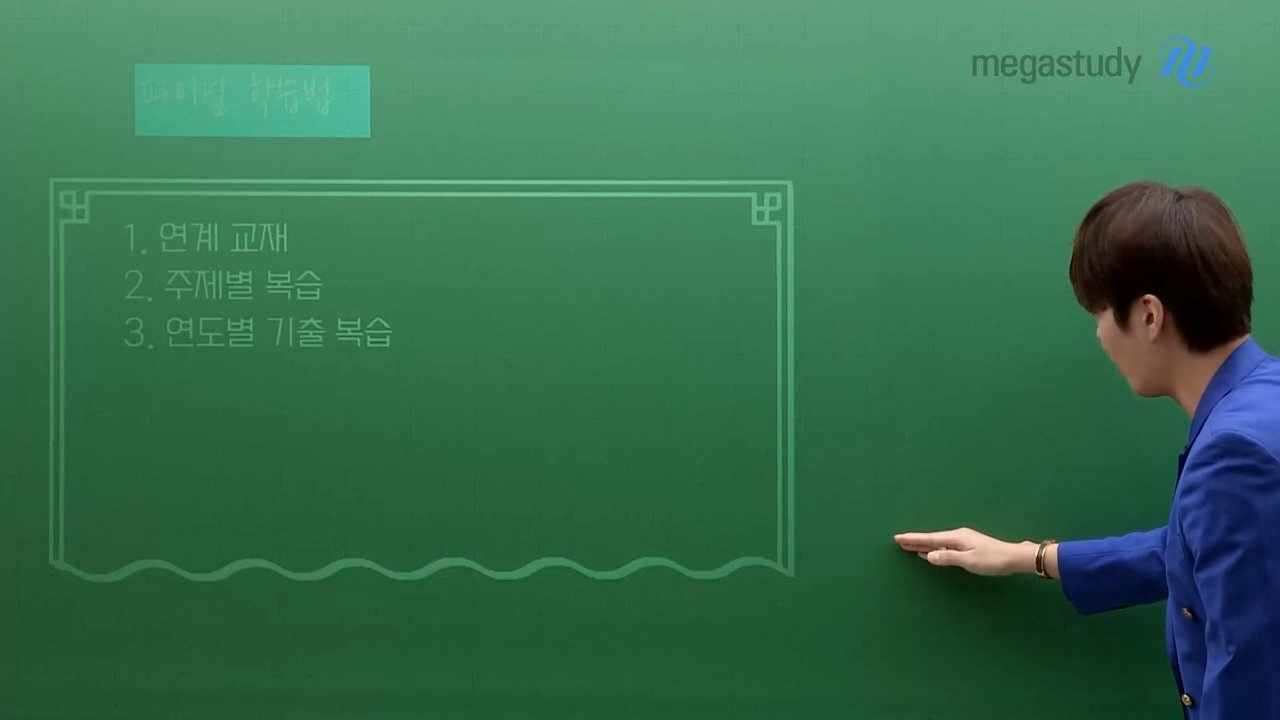 megastudy
파이널 학습법
1. 연계 교재
2. 주제별 복습
3. 연도별 기출 복습